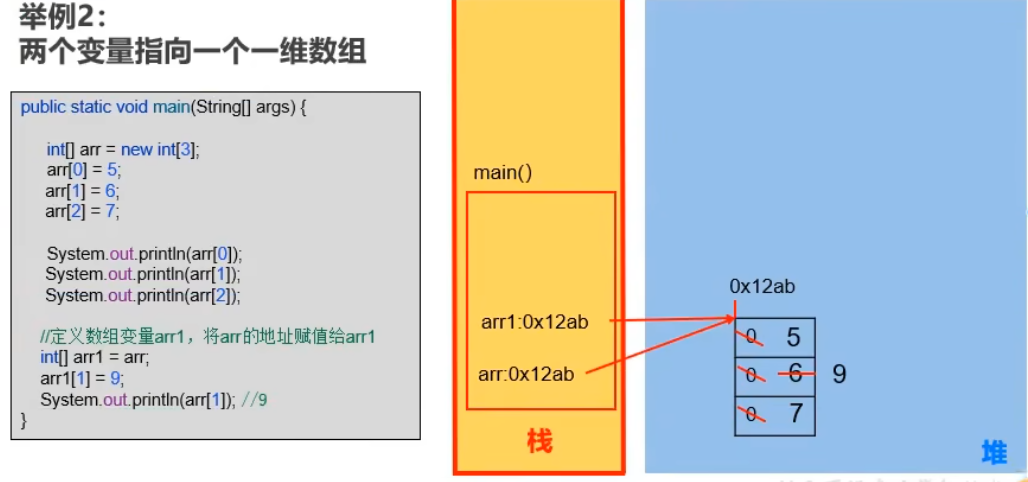 举例2：
两个变量指向一个一维数组
public static void main(String[] args) {
int[] arr = new int[3];
arr[0] = 5;
arr[1] = 6;
arr[2] = 7;
System.out.println(arr[0]);
System.out.println(arr[1]);
System.out.println(arr[2]);
//定义数组变量arr1，将arr的地址赋值给arr1
int[] arr1 = arr;
arr1[1] = 9;
System.out.println(arr[1]); //9
}
main()
arr1:0x12ab
arr:0x12ab
栈
0x12ab
0 5
0 6 9
0 7
堆